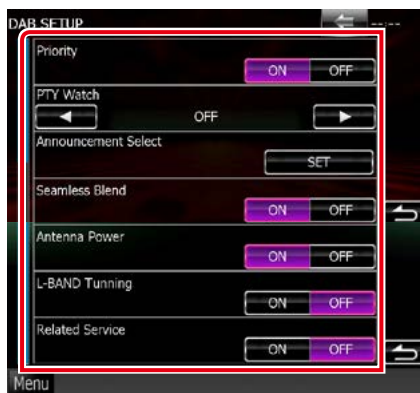 DAB SETUP --:--
Priority
ON OFF
PTY Watch
OFF
Announcement Select
SET
Seamless Blend
ON OFF
Antenna Power
ON OFF
L-BAND Tunning
ON OFF
Related Service
ON OFF
Menu